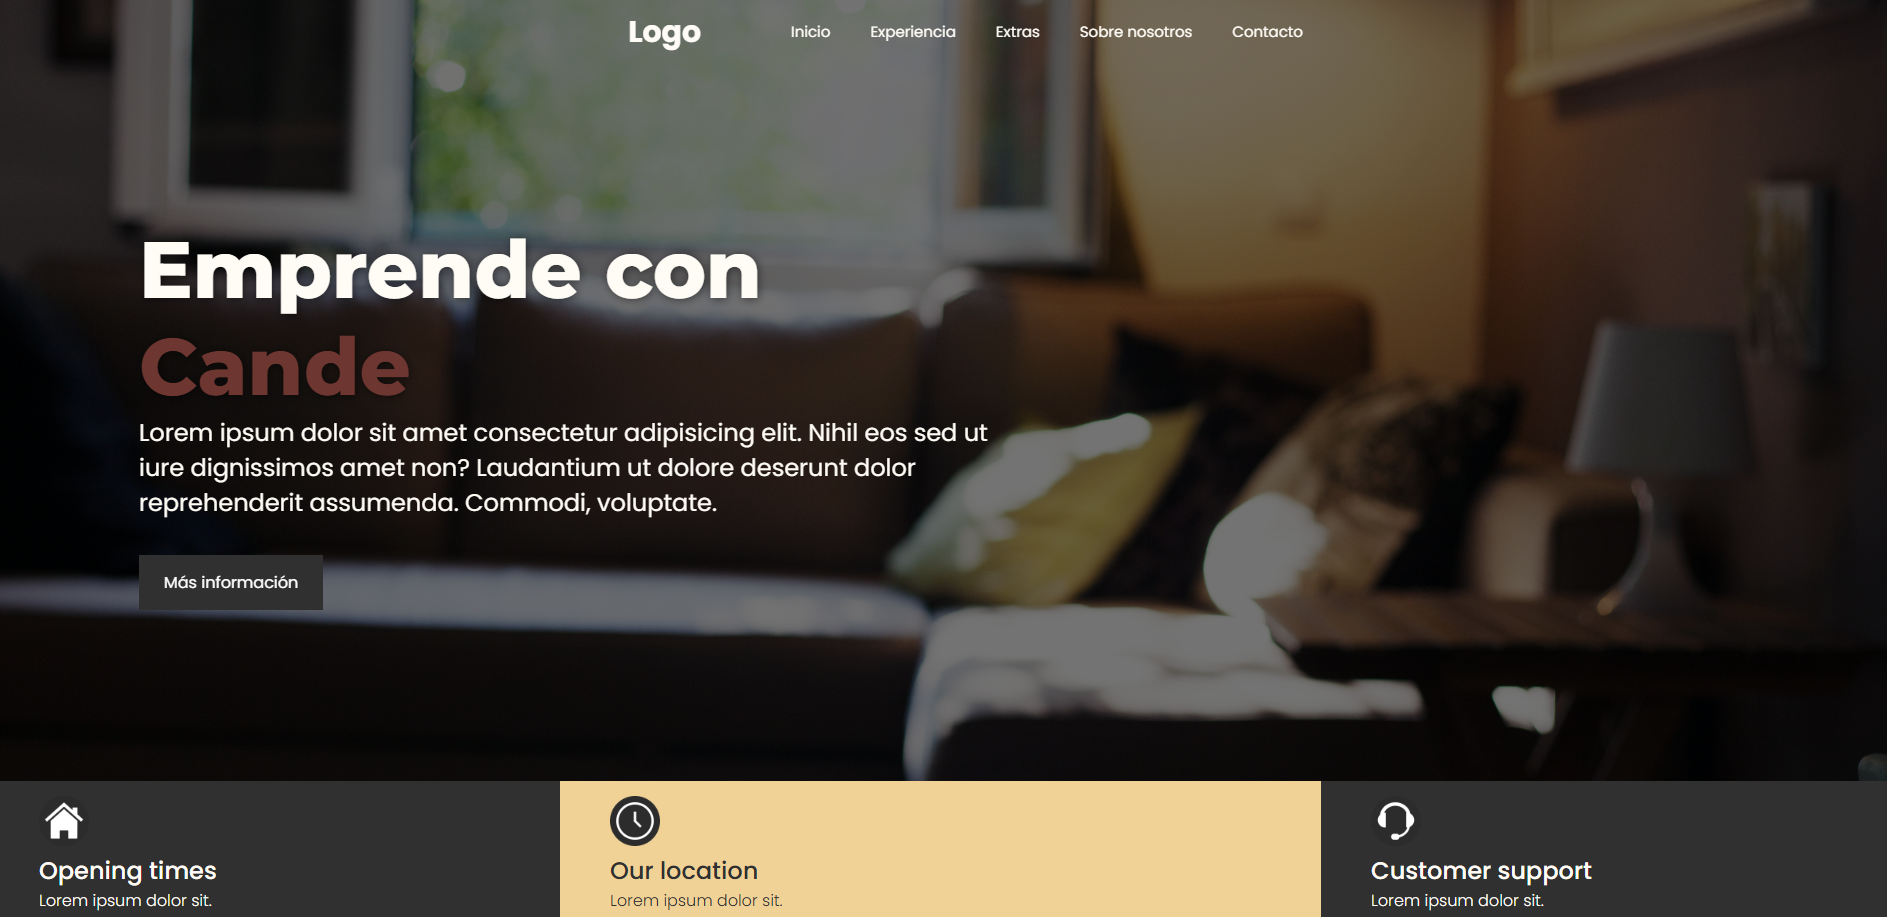 Logo
Inicio Experiencia Extras Sobre nosotros Contacto
Emprende con
Cande
Lorem ipsum dolor sit amet consectetur adipisicing elit. Nihil eos sed ut
iure dignissimos amet non? Laudantium ut dolore deserunt dolor
reprehenderit assumenda. Commodi, voluptate.
Más información
Opening times
Lorem ipsum dolor sit.
Our location
Lorem ipsum dolor sit.
Customer support
Lorem ipsum dolor sit.